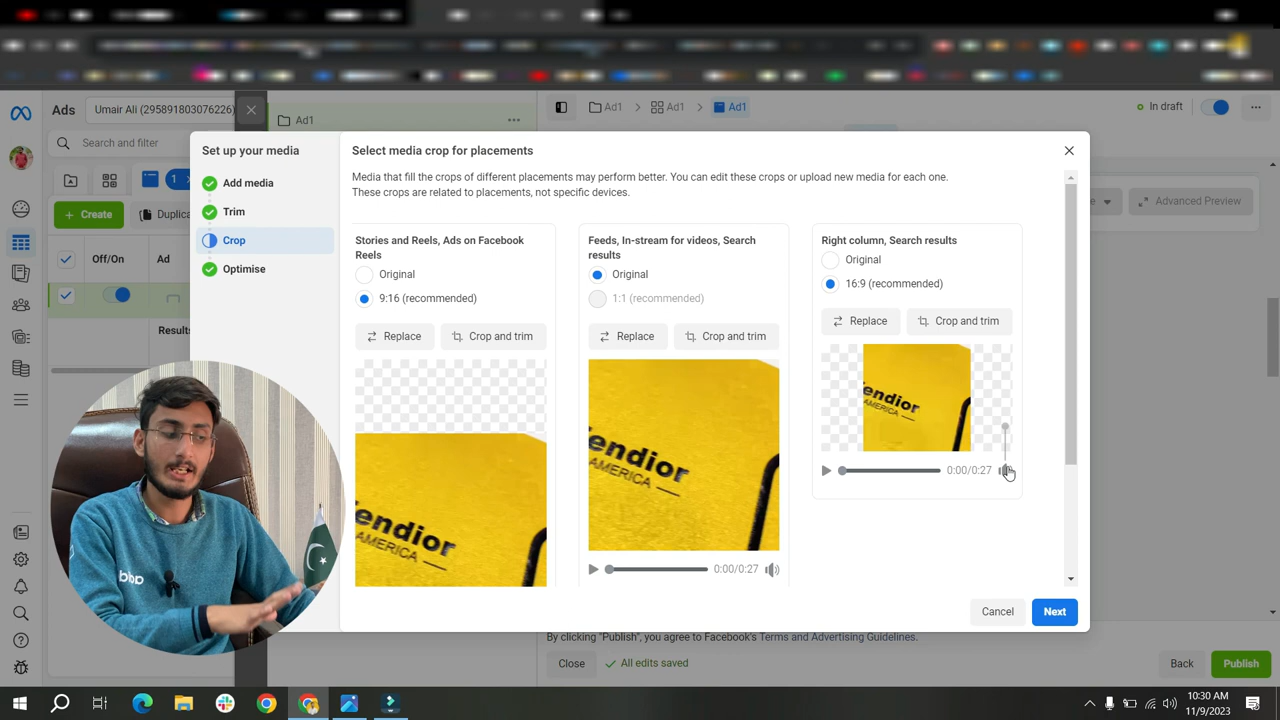 Ads
Umair Ali (295891803076226)
Search and filter
1
Create
Duplica
Off/On
Ad
Results
Ad1
Ad1
Ad1
Ad1
In draft
Advanced Preview
Set up your media
Add media
Trim
Crop
Optimise
Select media crop for placements
Media that fill the crops of different placements may perform better. You can edit these crops or upload new media for each one.
These crops are related to placements, not specific devices.
Stories and Reels, Ads on Facebook
Reels
Original
9:16 (recommended)
Replace
Crop and trim
endior
AMERICA
Feeds, In-stream for videos, Search
results
Original
1:1 (recommended)
Replace
Crop and trim
endior
AMERICA
0:00/0:27
Right column, Search results
Original
16:9 (recommended)
Replace
Crop and trim
endior
AMERICA
0:00/0:27
Cancel
Next
By clicking "Publish", you agree to Facebook's Terms and Advertising Guidelines.
Close
All edits saved
Back
Publish
10:30 AM
11/9/2023